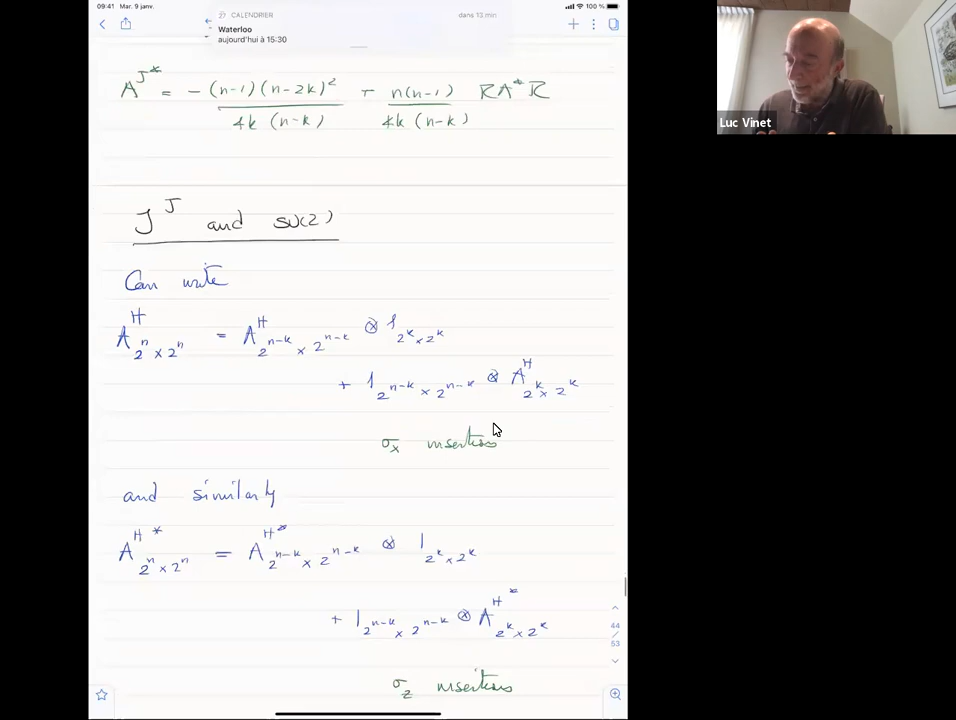 09:41 Mar. 9 janv.
100 %
CALENDRIER
dans 13 min
Waterloo
aujourd'hui à 15:30
A^{J*} = - (n-1)(n-2k)^2 / 4k(n-k) + n(n-1) / 4k(n-k) R A^* R
J^J and su(2)
Can write
A^H_{2^n × 2^n} = A^H_{2^{n-k} × 2^{n-k}} ⊗ 1_{2^k × 2^k}
+ 1_{2^{n-k} × 2^{n-k}} ⊗ A^H_{2^k × 2^k}
σ_x insertions
and similarly
A^{H*}_{2^n × 2^n} = A^{H*}_{2^{n-k} × 2^{n-k}} ⊗ 1_{2^k × 2^k}
+ 1_{2^{n-k} × 2^{n-k}} ⊗ A^{H*}_{2^k × 2^k}
σ_z insertions
44
/
53
Luc Vinet